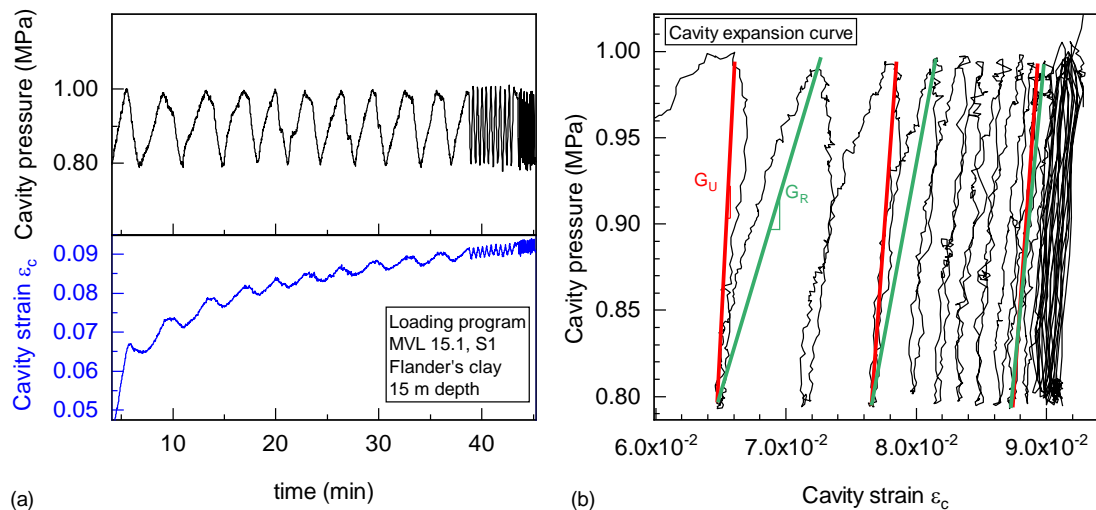 Cavity pressure (MPa)
1.00
0.80
Cavity strain εc
0.09
0.08
0.07
0.06
0.05
Loading program
MVL 15.1, S1
Flander's clay
15 m depth
10
20
30
40
time (min)
(a)
Cavity expansion curve
Cavity pressure (MPa)
1.00
0.95
0.90
0.85
0.80
GU
GR
6.0x10-2
7.0x10-2
8.0x10-2
9.0x10-2
Cavity strain εc
(b)